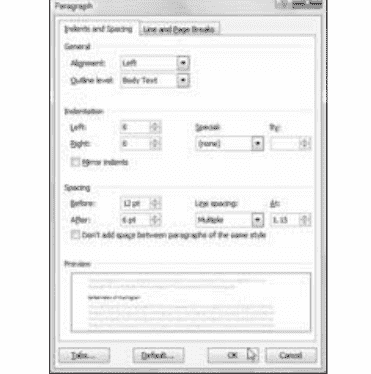 Paragraph
Indents and Spacing Line and Page Breaks
General
Alignment: Left
Outline level: Body Text
Indentation
Left: 0 Special: By:
Right: 0 (none)
Mirror indents
Spacing
Before: 12 pt Line spacing: At:
After: 6 pt Multiple 1.15
Don't add space between paragraphs of the same style
Preview
Tabs... Default... OK Cancel